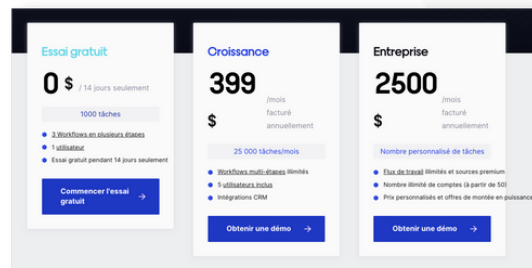 Essai gratuit
0 $ / 14 jours seulement
1000 tâches
3 Workflows en plusieurs étapes
1 utilisateur
Essai gratuit pendant 14 jours seulement
Commencer l'essai
gratuit →
Croissance
399
$
/mois
facturé
annuellement
25 000 tâches/mois
Workflows multi-étapes illimités
5 utilisateurs inclus
Intégrations CRM
Obtenir une démo →
Entreprise
2500
$
/mois
facturé
annuellement
Nombre personnalisé de tâches
Flux de travail illimités et sources premium
Nombre illimité de comptes (à partir de 50)
Prix personnalisés et offres de montée en puissance
Obtenir une démo →